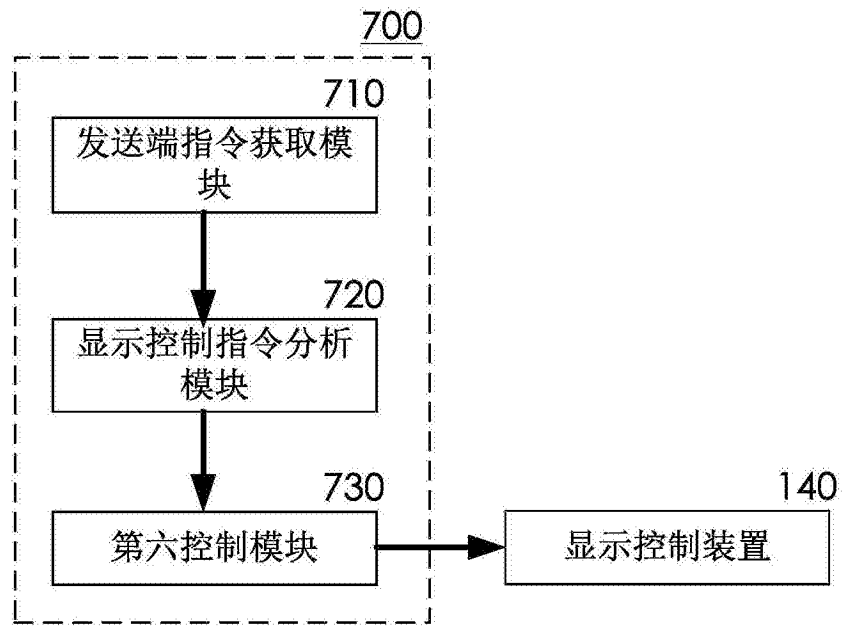 700
710
发送端指令获取模
块
720
显示控制指令分析
模块
730
第六控制模块
140
显示控制装置